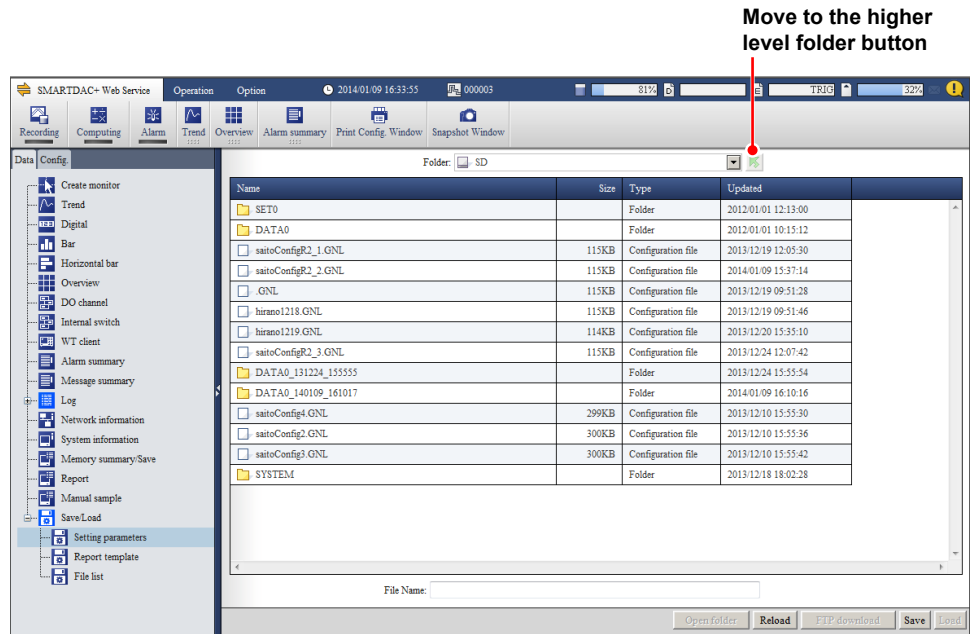 Move to the higher
level folder button
SMARTDAC+ Web Service Operation Option 2014/01/09 16:33:55 000003 81% D E TRIG 32%
Recording Computing Alarm Trend Overview Alarm summary Print Config. Window Snapshot Window
Data Config.
Folder: SD
Create monitor
Trend
Digital
Bar
Horizontal bar
Overview
DO channel
Internal switch
WT client
Alarm summary
Message summary
Log
Network information
System information
Memory summary/Save
Report
Manual sample
Save/Load
Setting parameters
Report template
File list
Name Size Type Updated
SET0 Folder 2012/01/01 12:13:00
DATA0 Folder 2012/01/01 10:15:12
saitoConfigR2_1.GNL 115KB Configuration file 2013/12/19 12:05:30
saitoConfigR2_2.GNL 115KB Configuration file 2014/01/09 15:37:14
.GNL 115KB Configuration file 2013/12/19 09:51:28
hirano1218.GNL 115KB Configuration file 2013/12/19 09:51:46
hirano1219.GNL 114KB Configuration file 2013/12/20 15:35:10
saitoConfigR2_3.GNL 115KB Configuration file 2013/12/24 12:07:42
DATA0_131224_155555 Folder 2013/12/24 15:55:54
DATA0_140109_161017 Folder 2014/01/09 16:10:16
saitoConfig4.GNL 299KB Configuration file 2013/12/10 15:55:30
saitoConfig2.GNL 300KB Configuration file 2013/12/10 15:55:36
saitoConfig3.GNL 300KB Configuration file 2013/12/10 15:55:42
SYSTEM Folder 2013/12/18 18:02:28
File Name:
Open folder Reload FTP download Save Load